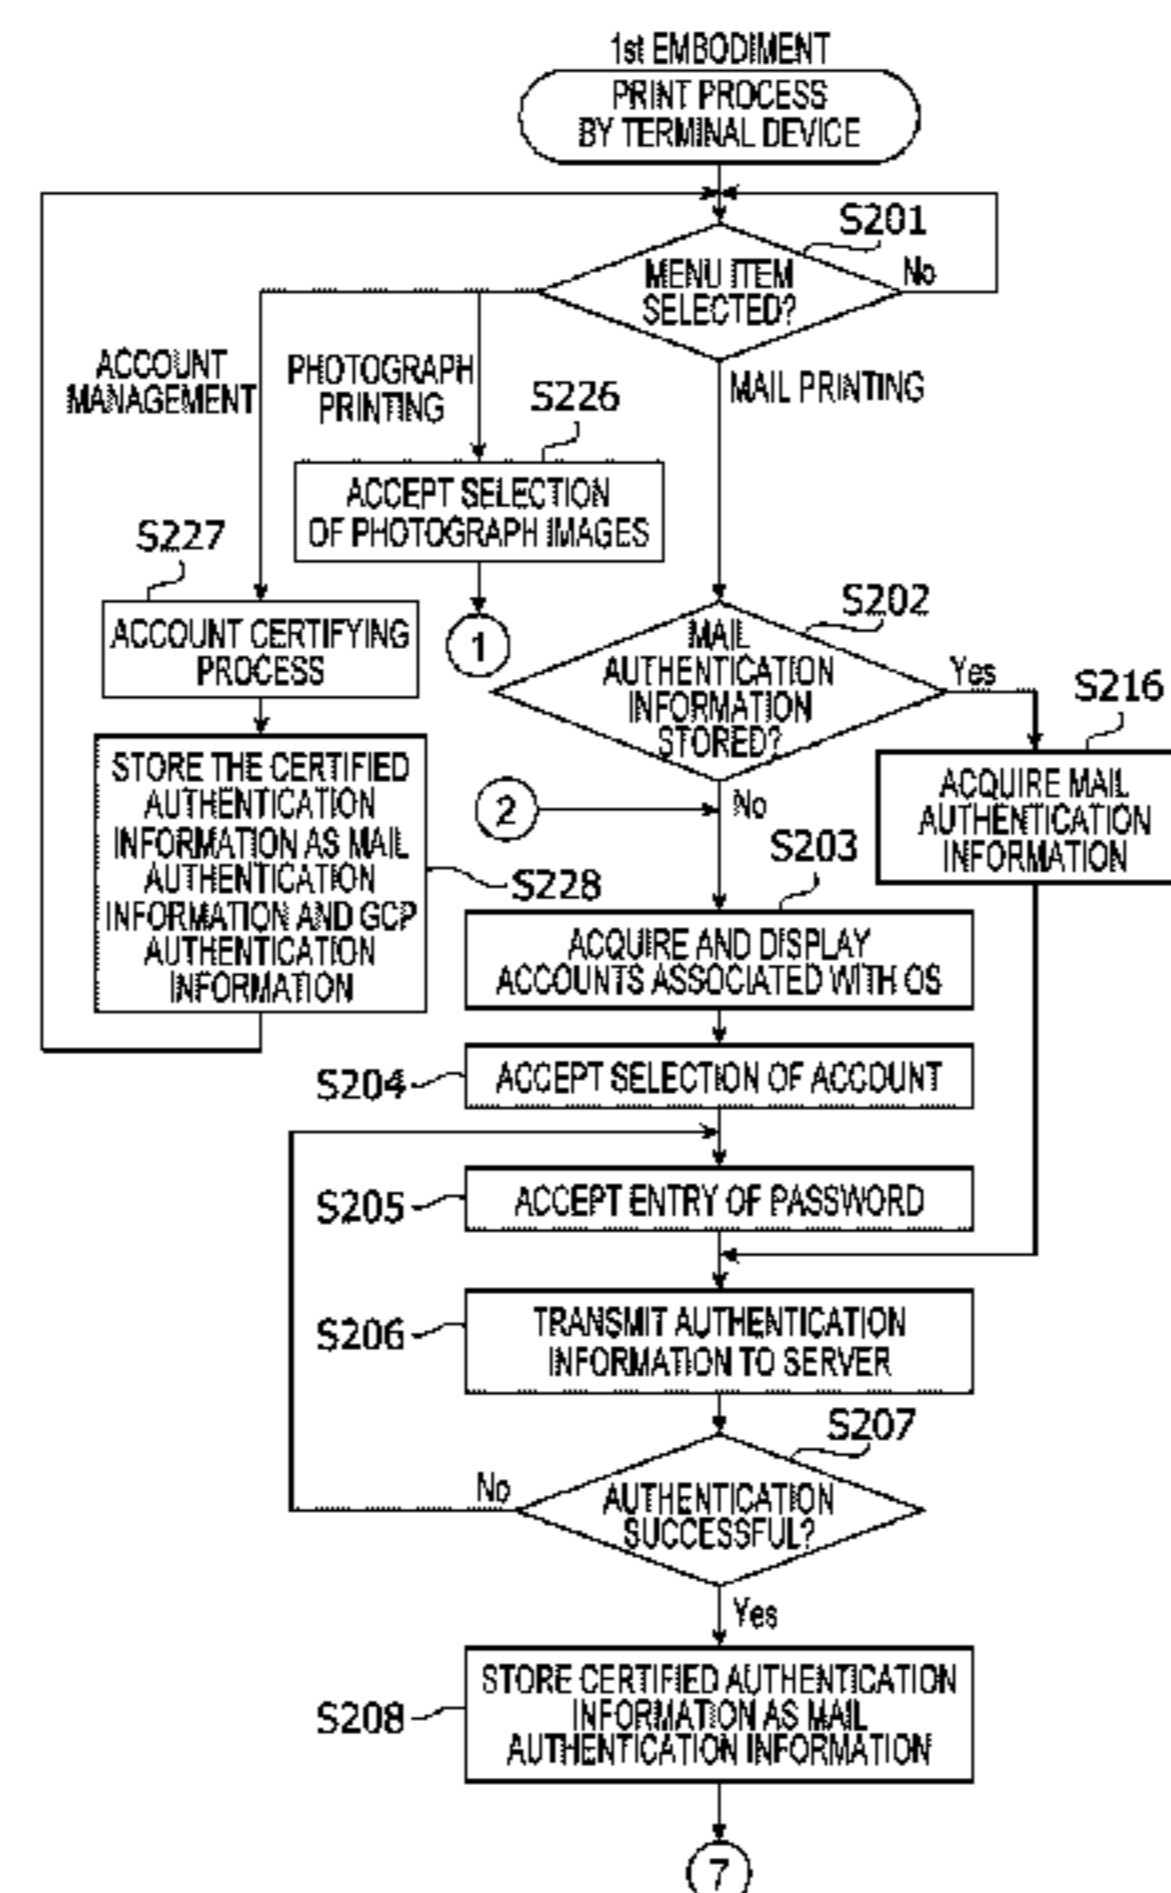 1st EMBODIMENT
PRINT PROCESS
BY TERMINAL DEVICE
S201
MENU ITEM
SELECTED?
No
ACCOUNT
MANAGEMENT
PHOTOGRAPH
PRINTING
MAIL PRINTING
S226
ACCEPT SELECTION
OF PHOTOGRAPH IMAGES
1
S227
ACCOUNT CERTIFYING
PROCESS
S202
MAIL
AUTHENTICATION
INFORMATION
STORED?
Yes
No
S216
ACQUIRE MAIL
AUTHENTICATION
INFORMATION
2
STORE THE CERTIFIED
AUTHENTICATION
INFORMATION AS MAIL
AUTHENTICATION
INFORMATION AND GCP
AUTHENTICATION
INFORMATION
S228
S203
ACQUIRE AND DISPLAY
ACCOUNTS ASSOCIATED WITH OS
S204
ACCEPT SELECTION OF ACCOUNT
S205
ACCEPT ENTRY OF PASSWORD
S206
TRANSMIT AUTHENTICATION
INFORMATION TO SERVER
S207
No
AUTHENTICATION
SUCCESSFUL?
Yes
S208
STORE CERTIFIED AUTHENTICATION
INFORMATION AS MAIL
AUTHENTICATION INFORMATION
7